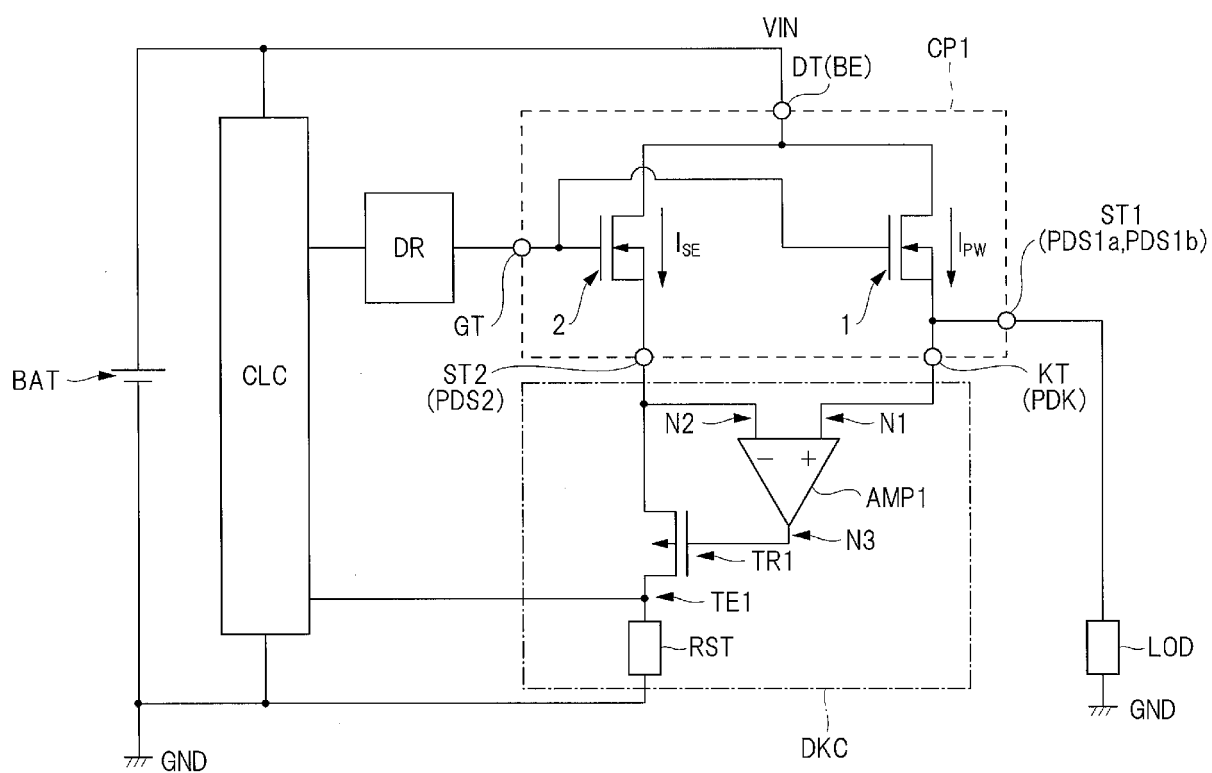 VIN
CP1
DT(BE)
ST1
(PDS1a,PDS1b)
DR
I_SE
I_PW
GT
2
1
BAT
CLC
ST2
(PDS2)
KT
(PDK)
N2
N1
− +
AMP1
N3
TR1
TE1
RST
LOD
GND
DKC
GND